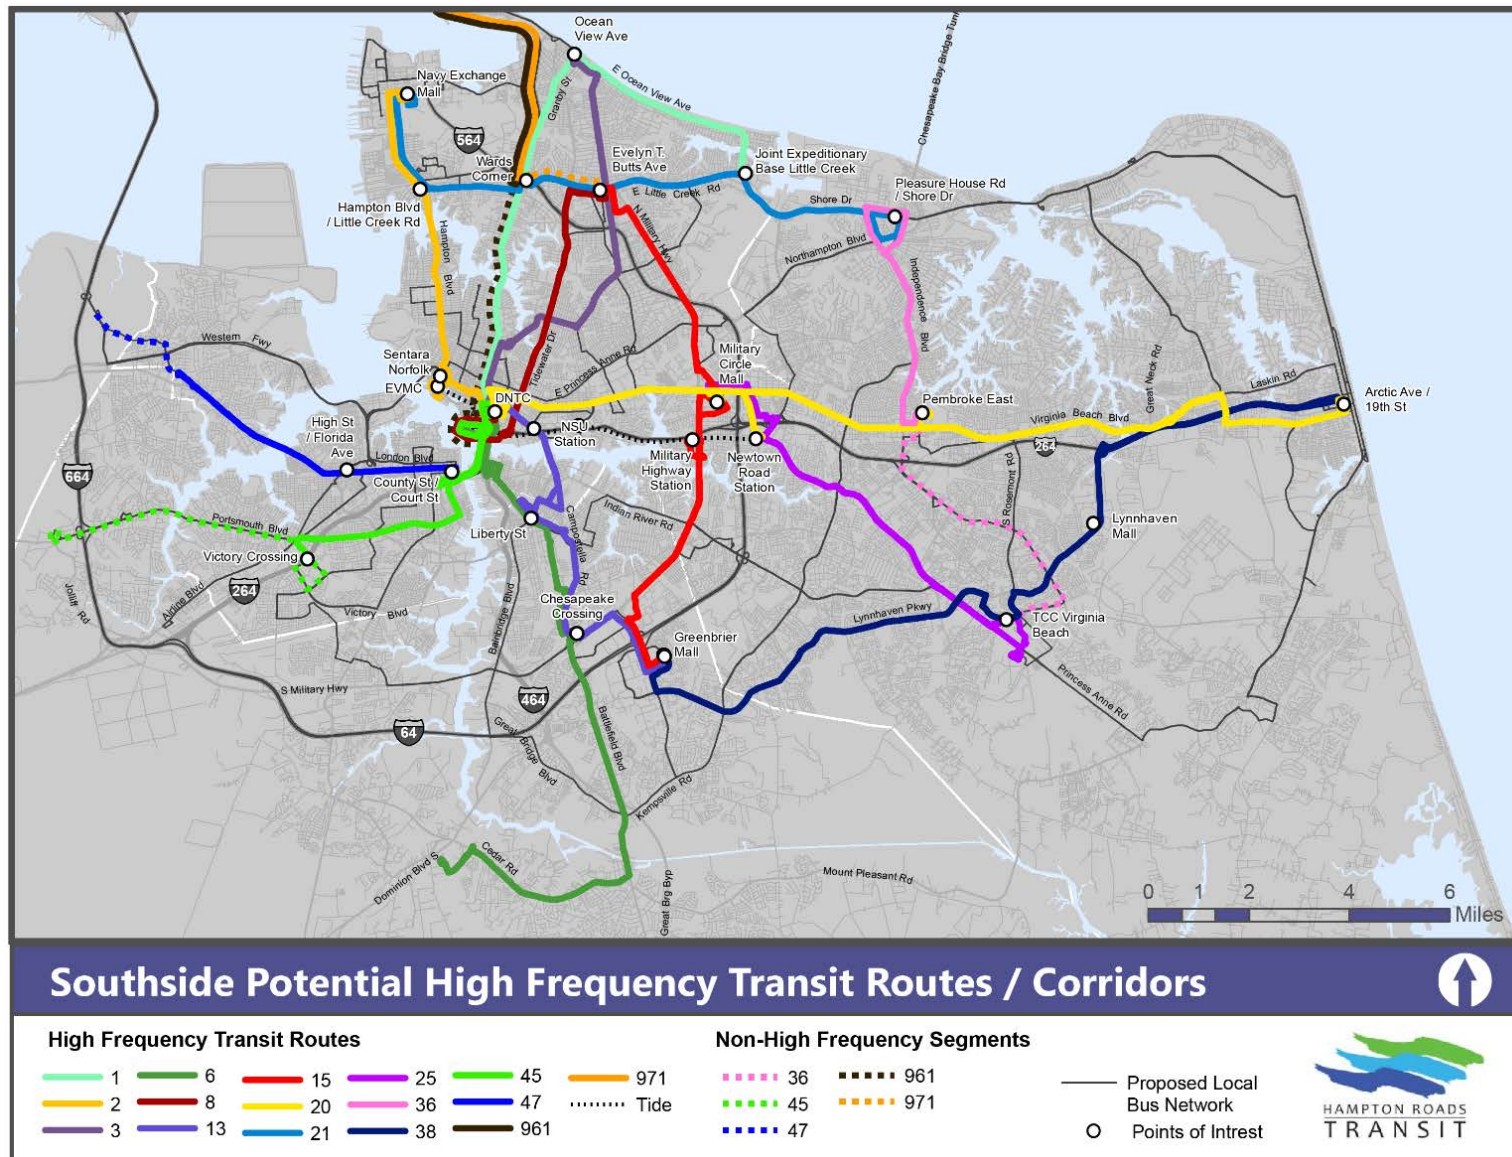 Ocean
View Ave
Chesapeake Bay Bridge Tunn
Navy Exchange
Mall
E Ocean View Ave
Granby St
564
Wards
Corner
Evelyn T.
Butts Ave
Joint Expeditionary
Base Little Creek
E Little Creek Rd
Pleasure House Rd
/ Shore Dr
Shore Dr
Hampton Blvd
/ Little Creek Rd
N Military Hwy
Hampton Blvd
Northampton Blvd
Independence Blvd
Western Fwy
Sentara
Norfolk
EVMC
Tidewater Dr
E Princess Anne Rd
Military
Circle
Mall
Great Neck Rd
Laskin Rd
Arctic Ave /
19th St
DNTC
Pembroke East
Virginia Beach Blvd
264
High St
/ Florida
Ave
NSU
Station
London Blvd
County St /
Court St
Military
Highway
Station
Newtown
Road
Station
S Rosemont Rd
664
Portsmouth Blvd
Indian River Rd
Lynnhaven
Mall
Liberty St
Campostella Rd
Victory Crossing
264
Airline Blvd
Jolliff Rd
Victory Blvd
Bainbridge Blvd
Chesapeake
Crossing
Lynnhaven Pkwy
TCC Virginia
Beach
Greenbrier
Mall
S Military Hwy
464
64
Princess Anne Rd
Great Bridge Blvd
Battlefield Blvd
Kempsville Rd
Cedar Rd
Dominion Blvd S
Great Brg Byp
Mount Pleasant Rd
0 1 2 4 6
Miles
Southside Potential High Frequency Transit Routes / Corridors
High Frequency Transit Routes
1 6 15 25 45 971
2 8 20 36 47 Tide
3 13 21 38 961
Non-High Frequency Segments
36 961
45 971
47
Proposed Local
Bus Network
Points of Intrest
HAMPTON ROADS
TRANSIT